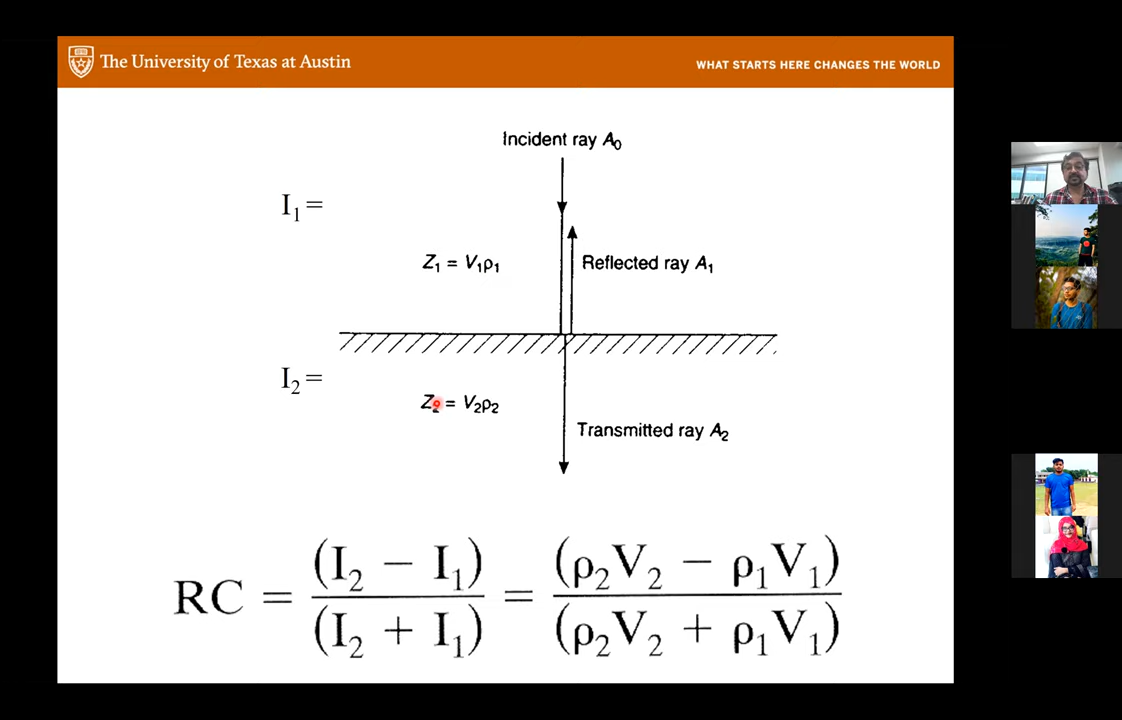 The University of Texas at Austin
WHAT STARTS HERE CHANGES THE WORLD
Incident ray A₀
I₁ =
Z₁ = V₁ρ₁
Reflected ray A₁
I₂ =
Z₂ = V₂ρ₂
Transmitted ray A₂
RC = (I₂ − I₁) / (I₂ + I₁) = (ρ₂V₂ − ρ₁V₁) / (ρ₂V₂ + ρ₁V₁)